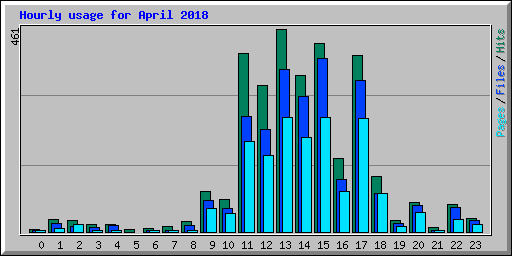 Hourly usage for April 2018
461
Pages / Files / Hits
0 1 2 3 4 5 6 7 8 9 10 11 12 13 14 15 16 17 18 19 20 21 22 23